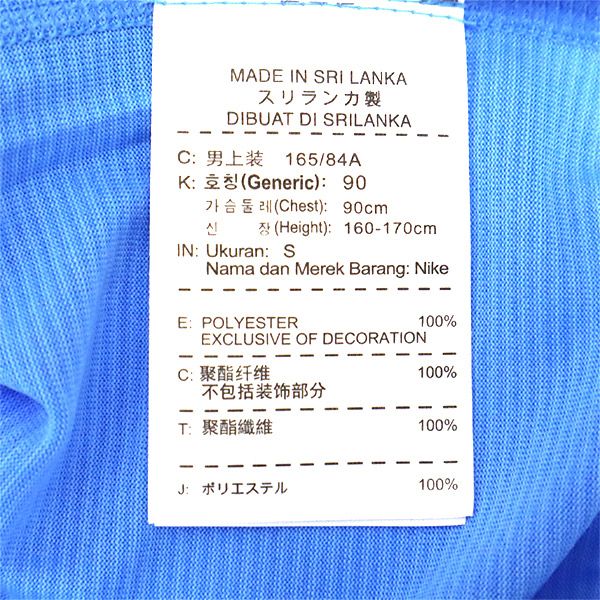 MADE IN SRI LANKA
スリランカ製
DIBUAT DI SRILANKA
C: 男上装 165/84A
K: 호칭(Generic): 90
가슴둘레(Chest): 90cm
신 장(Height): 160-170cm
IN: Ukuran: S
Nama dan Merek Barang: Nike
E: POLYESTER 100%
EXCLUSIVE OF DECORATION
C: 聚酯纤维 100%
不包括装饰部分
T: 聚酯纖維 100%
J: ポリエステル 100%